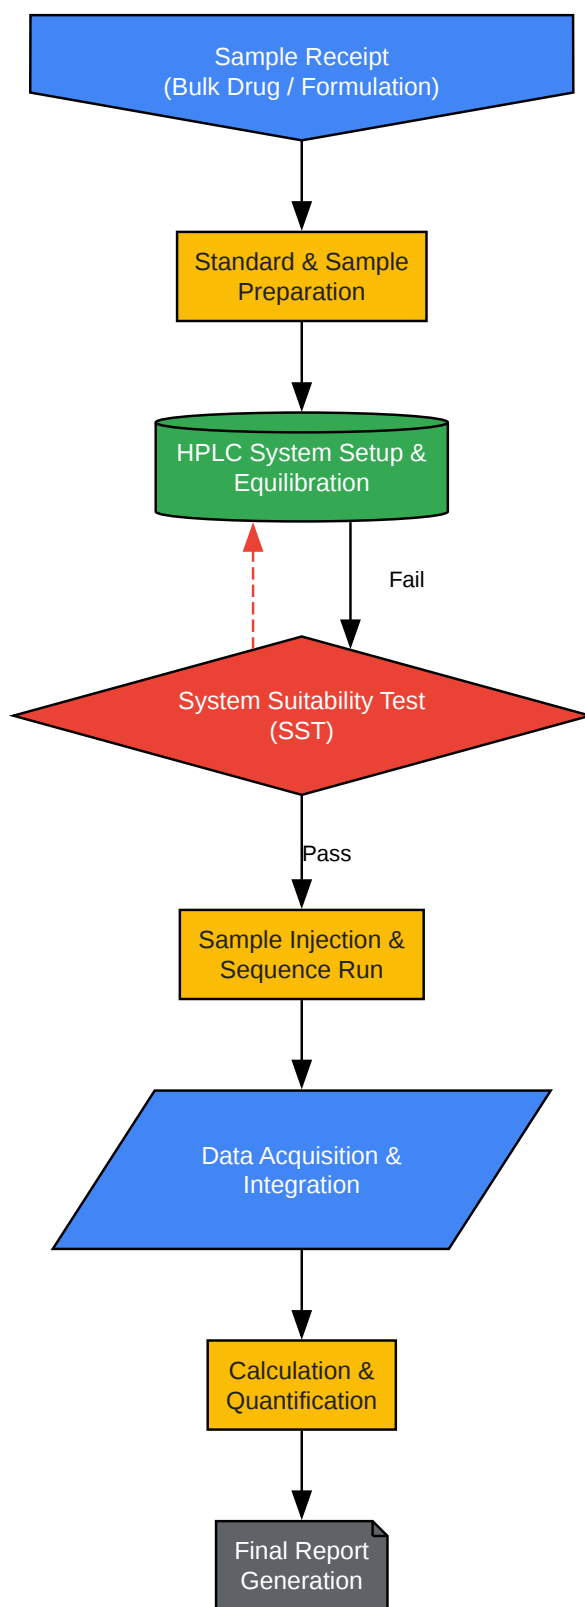 Sample Receipt
(Bulk Drug / Formulation)
Standard & Sample
Preparation
HPLC System Setup &
Equilibration
Fail
System Suitability Test
(SST)
Pass
Sample Injection &
Sequence Run
Data Acquisition &
Integration
Calculation &
Quantification
Final Report
Generation